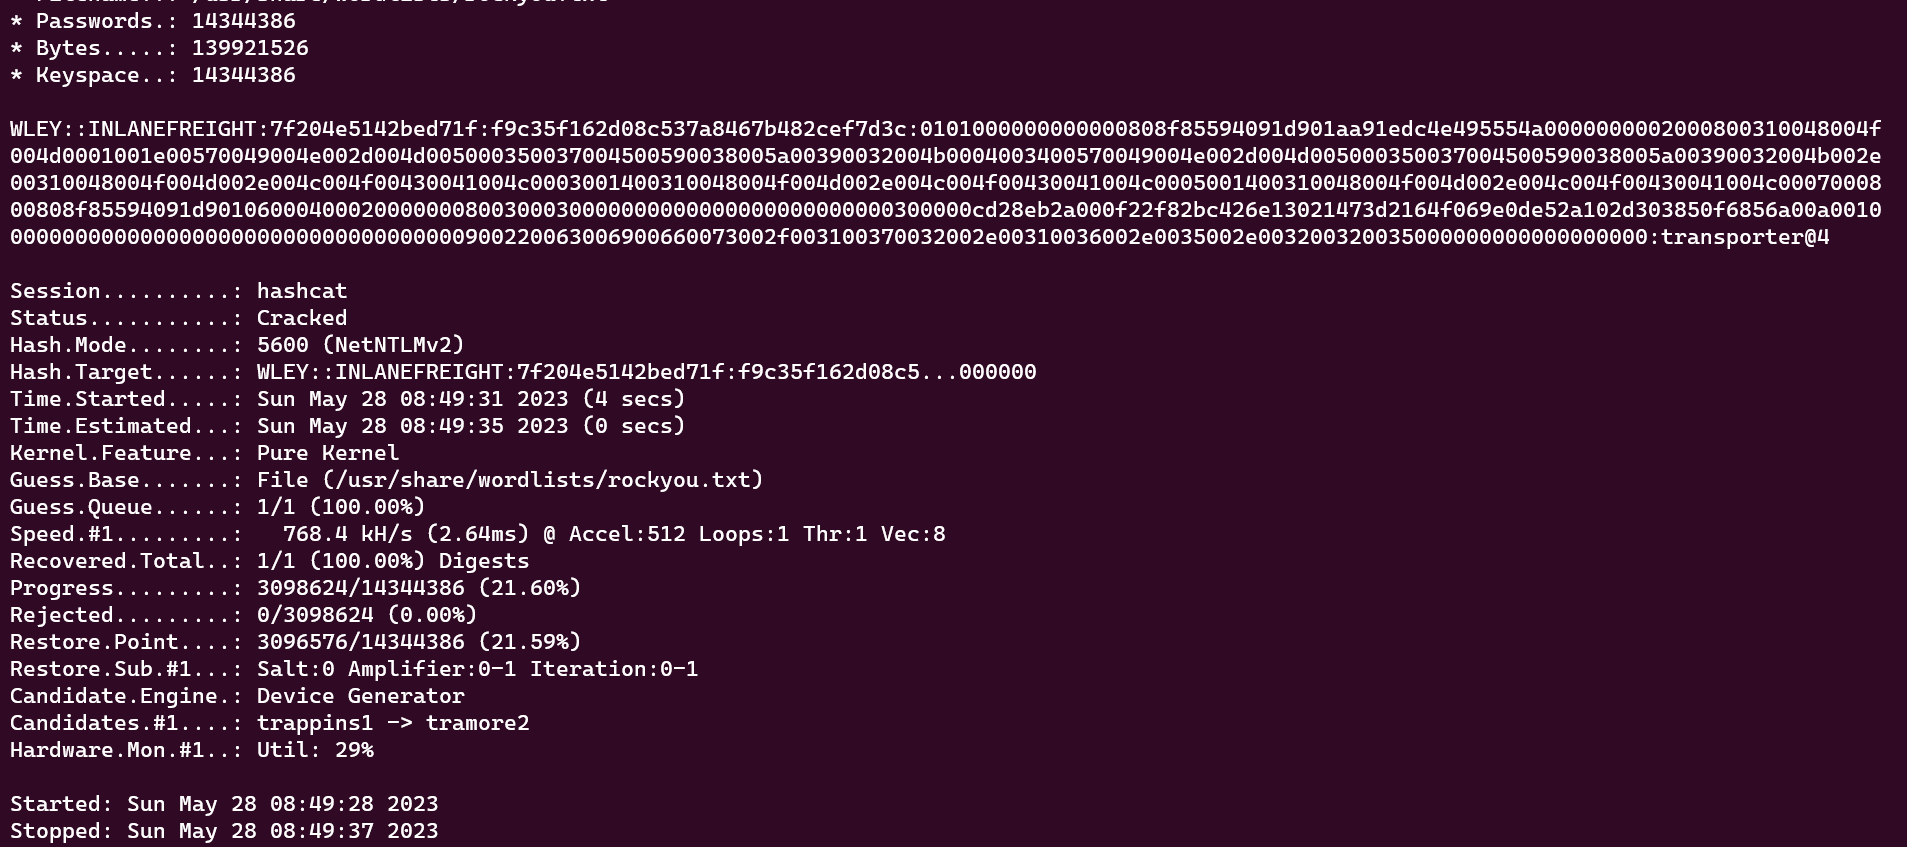 * Passwords.: 14344386
* Bytes.....: 139921526
* Keyspace..: 14344386
WLEY::INLANEFREIGHT:7f204e5142bed71f:f9c35f162d08c537a8467b482cef7d3c:0101000000000000808f85594091d901aa91edc4e495554a0000000002000800310048004f
004d0001001e00570049004e002d004d005000350037004500590038005a00390032004b0004003400570049004e002d004d005000350037004500590038005a00390032004b002e
00310048004f004d002e004c004f00430041004c0003001400310048004f004d002e004c004f00430041004c0005001400310048004f004d002e004c004f00430041004c00070008
00808f85594091d90106000400020000000800300030000000000000000000000000300000cd28eb2a000f22f82bc426e13021473d2164f069e0de52a102d303850f6856a00a0010
00000000000000000000000000000000000900220063006900660073002f003100370032002e00310036002e0035002e003200320035000000000000000000:transporter@4
Session..........: hashcat
Status...........: Cracked
Hash.Mode........: 5600 (NetNTLMv2)
Hash.Target......: WLEY::INLANEFREIGHT:7f204e5142bed71f:f9c35f162d08c5...000000
Time.Started.....: Sun May 28 08:49:31 2023 (4 secs)
Time.Estimated...: Sun May 28 08:49:35 2023 (0 secs)
Kernel.Feature...: Pure Kernel
Guess.Base.......: File (/usr/share/wordlists/rockyou.txt)
Guess.Queue......: 1/1 (100.00%)
Speed.#1.........:   768.4 kH/s (2.64ms) @ Accel:512 Loops:1 Thr:1 Vec:8
Recovered.Total..: 1/1 (100.00%) Digests
Progress.........: 3098624/14344386 (21.60%)
Rejected.........: 0/3098624 (0.00%)
Restore.Point....: 3096576/14344386 (21.59%)
Restore.Sub.#1...: Salt:0 Amplifier:0-1 Iteration:0-1
Candidate.Engine.: Device Generator
Candidates.#1....: trappins1 -> tramore2
Hardware.Mon.#1..: Util: 29%
Started: Sun May 28 08:49:28 2023
Stopped: Sun May 28 08:49:37 2023